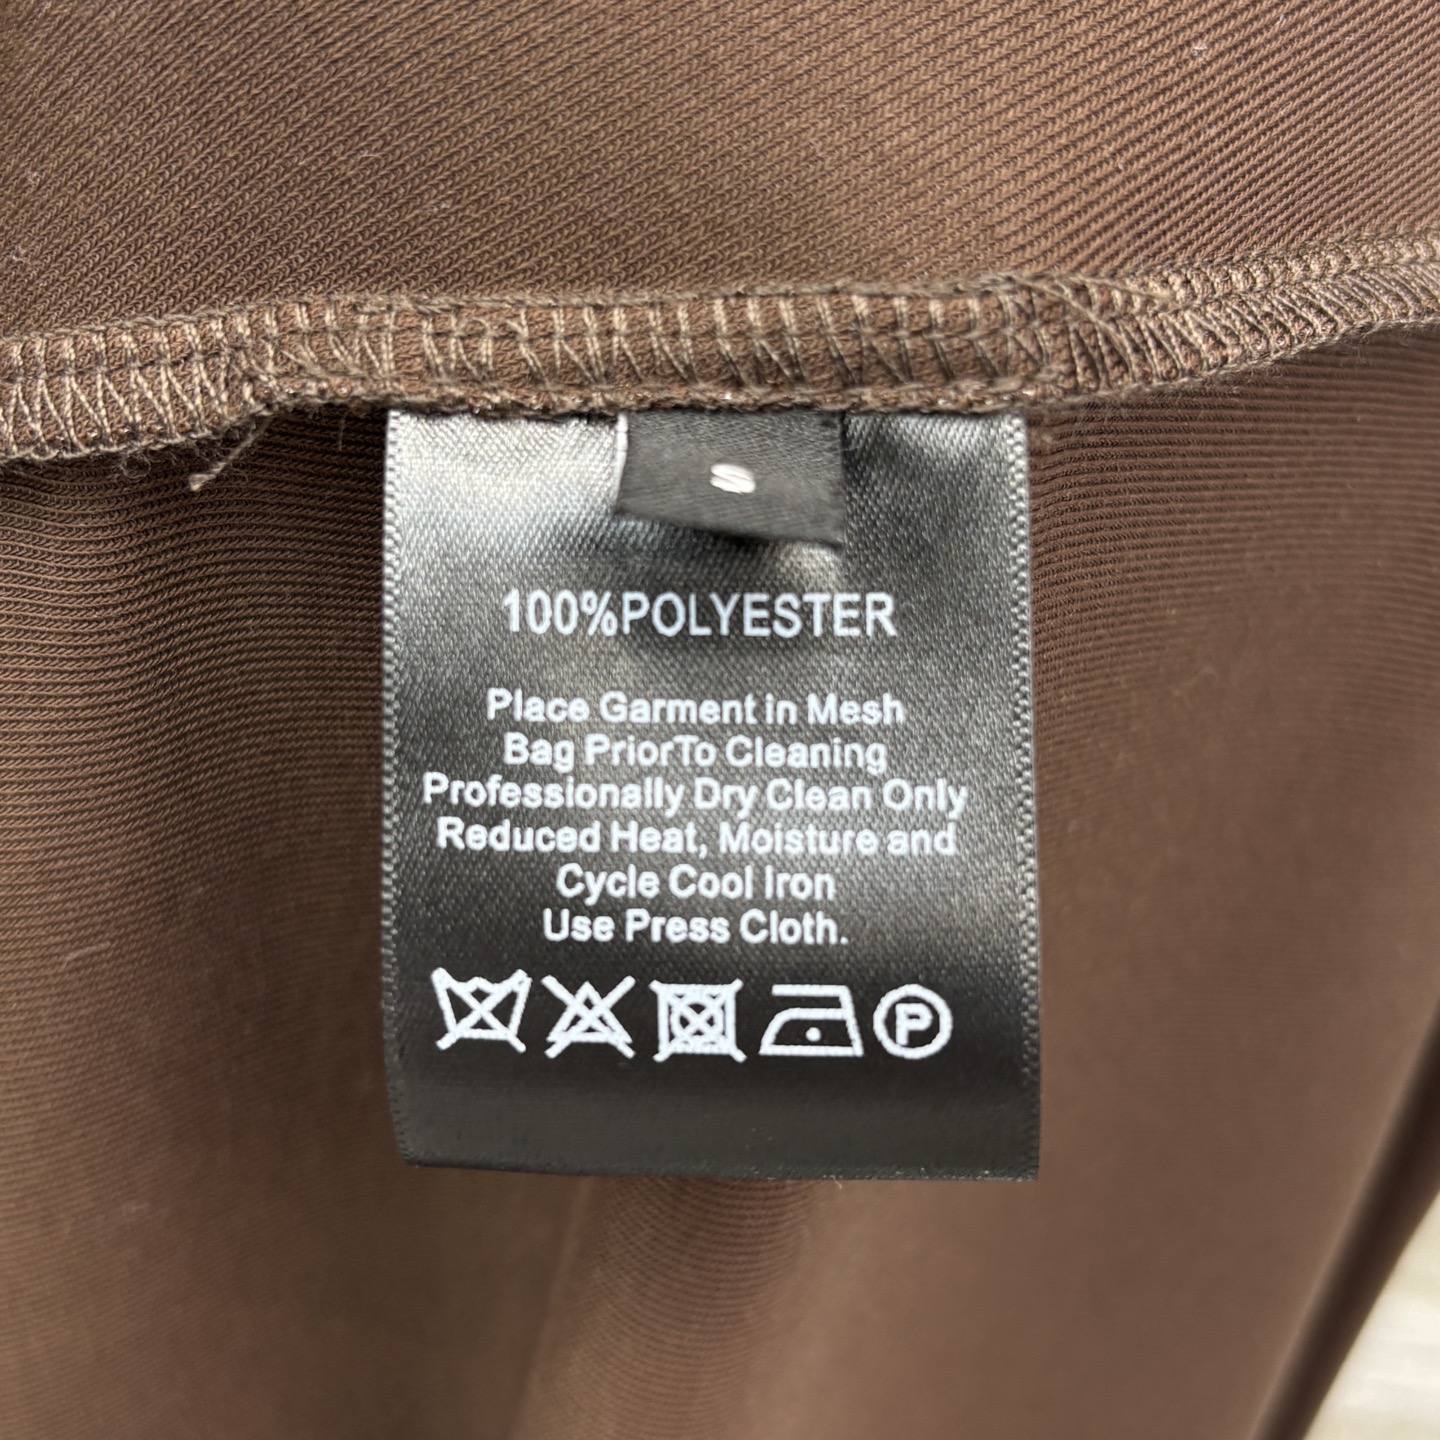 S
100%POLYESTER
Place Garment in Mesh
Bag PriorTo Cleaning
Professionally Dry Clean Only
Reduced Heat, Moisture and
Cycle Cool Iron
Use Press Cloth.
P